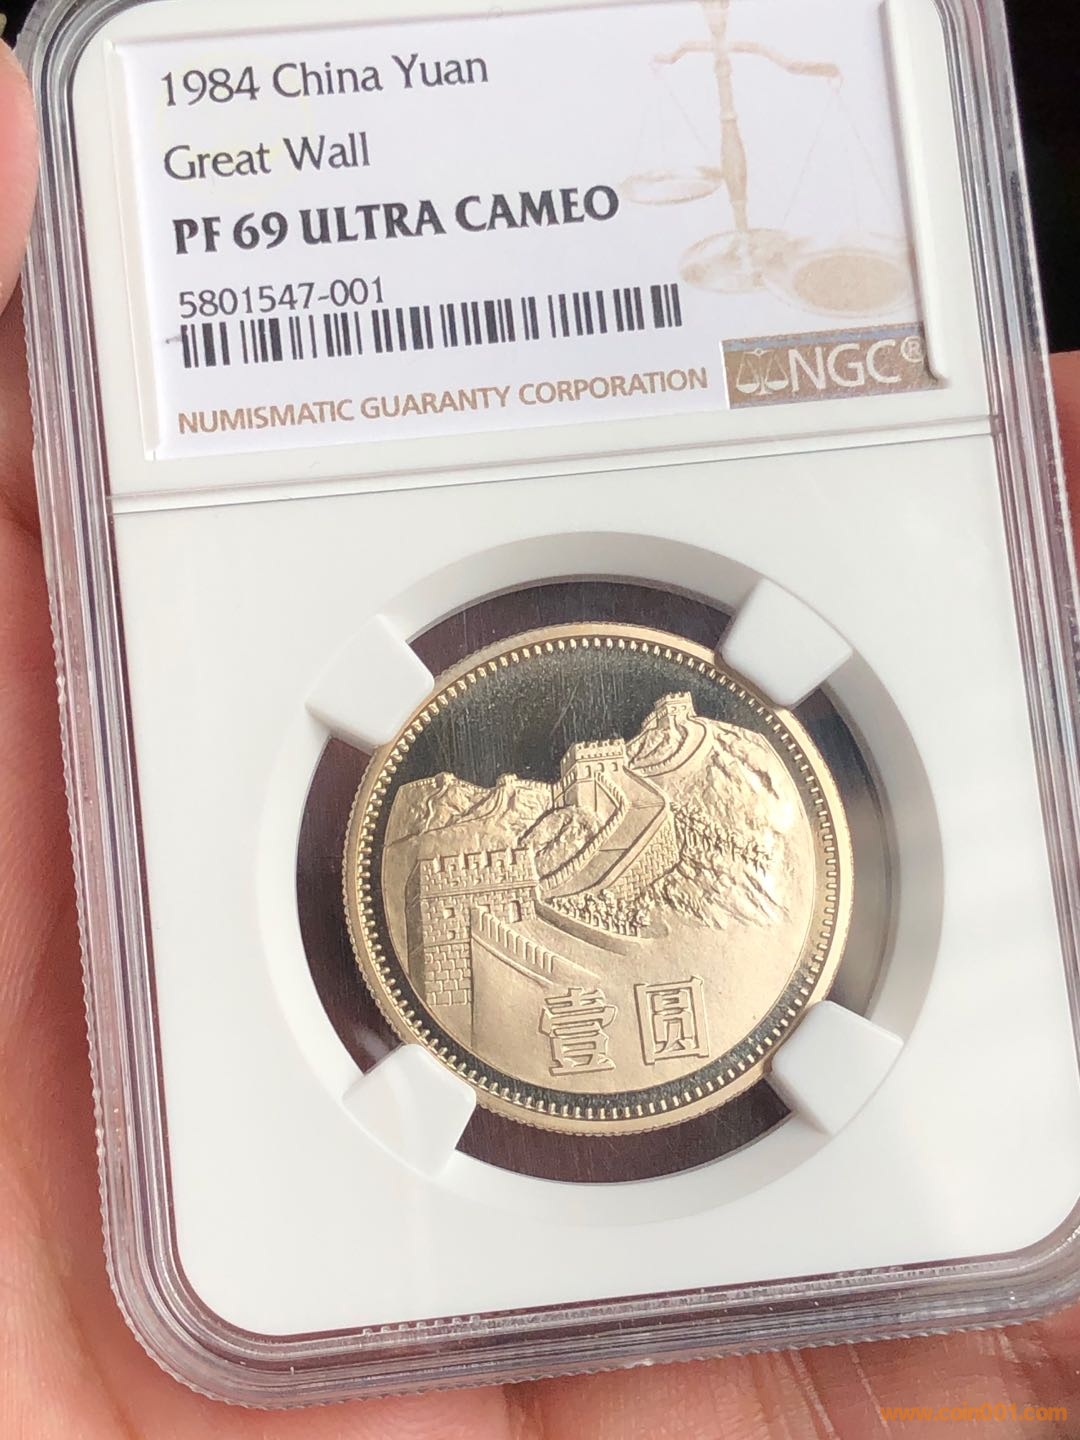 1984 China Yuan
Great Wall
PF 69 ULTRA CAMEO
5801547-001
NUMISMATIC GUARANTY CORPORATION
NGC®
壹圆
www.coin001.com